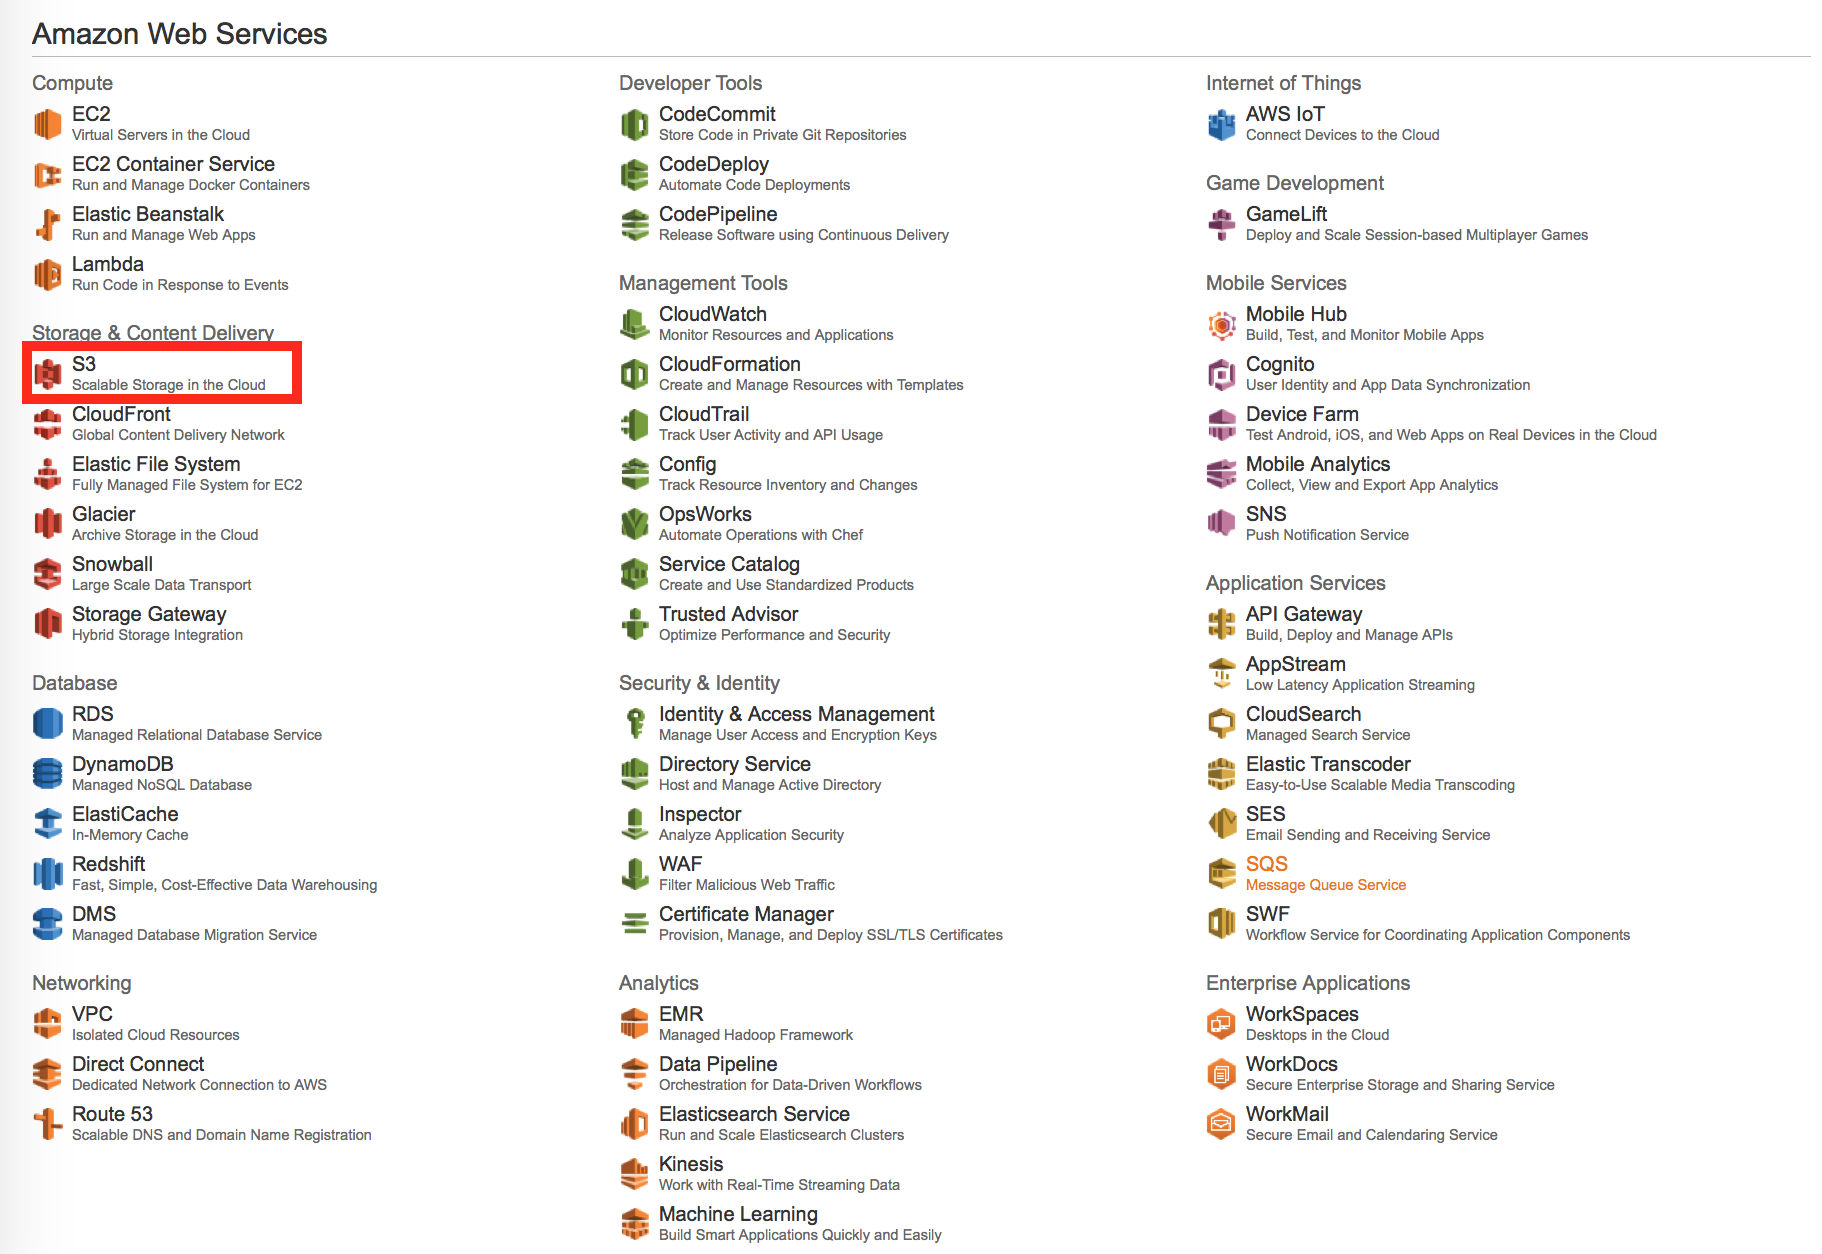 Amazon Web Services
Compute
EC2
Virtual Servers in the Cloud
EC2 Container Service
Run and Manage Docker Containers
Elastic Beanstalk
Run and Manage Web Apps
Lambda
Run Code in Response to Events
Storage & Content Delivery
S3
Scalable Storage in the Cloud
CloudFront
Global Content Delivery Network
Elastic File System
Fully Managed File System for EC2
Glacier
Archive Storage in the Cloud
Snowball
Large Scale Data Transport
Storage Gateway
Hybrid Storage Integration
Database
RDS
Managed Relational Database Service
DynamoDB
Managed NoSQL Database
ElastiCache
In-Memory Cache
Redshift
Fast, Simple, Cost-Effective Data Warehousing
DMS
Managed Database Migration Service
Networking
VPC
Isolated Cloud Resources
Direct Connect
Dedicated Network Connection to AWS
Route 53
Scalable DNS and Domain Name Registration
Developer Tools
CodeCommit
Store Code in Private Git Repositories
CodeDeploy
Automate Code Deployments
CodePipeline
Release Software using Continuous Delivery
Management Tools
CloudWatch
Monitor Resources and Applications
CloudFormation
Create and Manage Resources with Templates
CloudTrail
Track User Activity and API Usage
Config
Track Resource Inventory and Changes
OpsWorks
Automate Operations with Chef
Service Catalog
Create and Use Standardized Products
Trusted Advisor
Optimize Performance and Security
Security & Identity
Identity & Access Management
Manage User Access and Encryption Keys
Directory Service
Host and Manage Active Directory
Inspector
Analyze Application Security
WAF
Filter Malicious Web Traffic
Certificate Manager
Provision, Manage, and Deploy SSL/TLS Certificates
Analytics
EMR
Managed Hadoop Framework
Data Pipeline
Orchestration for Data-Driven Workflows
Elasticsearch Service
Run and Scale Elasticsearch Clusters
Kinesis
Work with Real-Time Streaming Data
Machine Learning
Build Smart Applications Quickly and Easily
Internet of Things
AWS IoT
Connect Devices to the Cloud
Game Development
GameLift
Deploy and Scale Session-based Multiplayer Games
Mobile Services
Mobile Hub
Build, Test, and Monitor Mobile Apps
Cognito
User Identity and App Data Synchronization
Device Farm
Test Android, iOS, and Web Apps on Real Devices in the Cloud
Mobile Analytics
Collect, View and Export App Analytics
SNS
Push Notification Service
Application Services
API Gateway
Build, Deploy and Manage APIs
AppStream
Low Latency Application Streaming
CloudSearch
Managed Search Service
Elastic Transcoder
Easy-to-Use Scalable Media Transcoding
SES
Email Sending and Receiving Service
SQS
Message Queue Service
SWF
Workflow Service for Coordinating Application Components
Enterprise Applications
WorkSpaces
Desktops in the Cloud
WorkDocs
Secure Enterprise Storage and Sharing Service
WorkMail
Secure Email and Calendaring Service